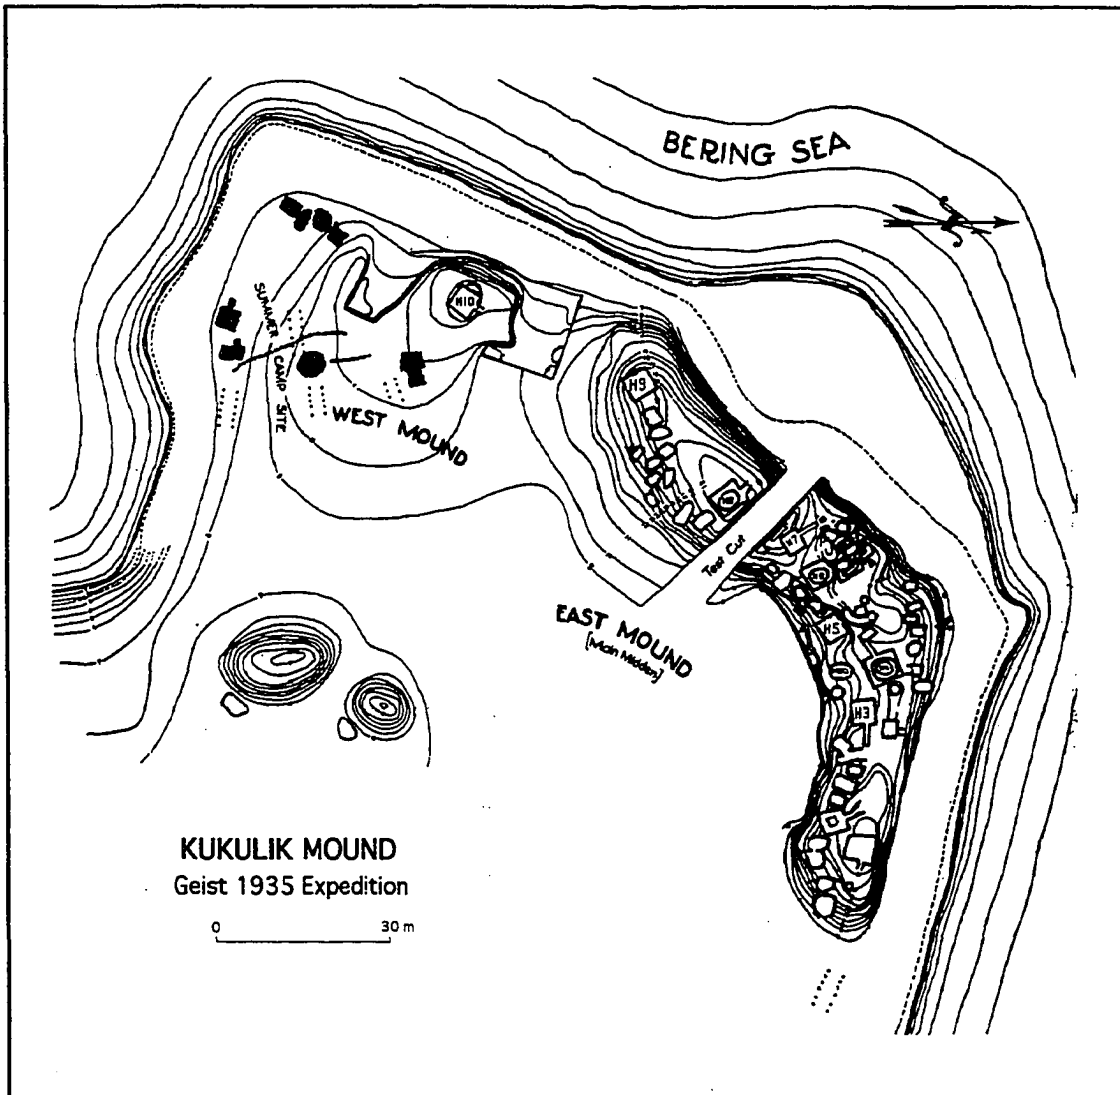 BERING SEA
N
SUMMER CAMP SITE
H10
WEST MOUND
H9
Test Cut
H7
EAST MOUND
[Main Midden]
H5
H3
KUKULIK MOUND
Geist 1935 Expedition
0 30 m